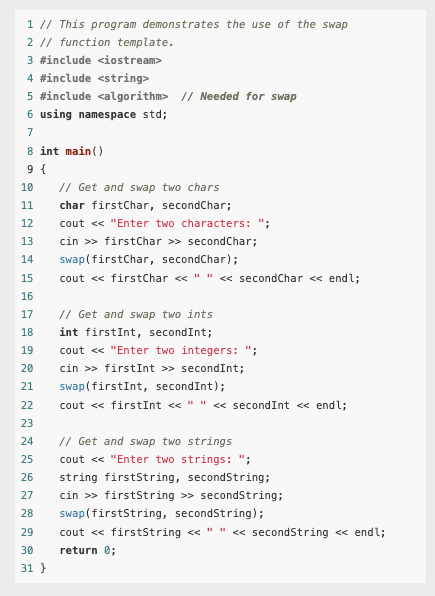 1 // This program demonstrates the use of the swap
2 // function template.
3 #include <iostream>
4 #include <string>
5 #include <algorithm>  // Needed for swap
6 using namespace std;
7
8 int main()
9 {
10    // Get and swap two chars
11    char firstChar, secondChar;
12    cout << "Enter two characters: ";
13    cin >> firstChar >> secondChar;
14    swap(firstChar, secondChar);
15    cout << firstChar << " " << secondChar << endl;
16
17    // Get and swap two ints
18    int firstInt, secondInt;
19    cout << "Enter two integers: ";
20    cin >> firstInt >> secondInt;
21    swap(firstInt, secondInt);
22    cout << firstInt << " " << secondInt << endl;
23
24    // Get and swap two strings
25    cout << "Enter two strings: ";
26    string firstString, secondString;
27    cin >> firstString >> secondString;
28    swap(firstString, secondString);
29    cout << firstString << " " << secondString << endl;
30    return 0;
31 }